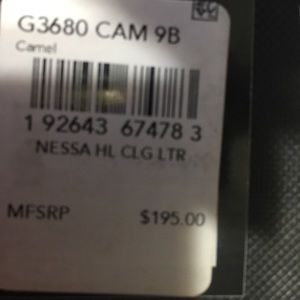 G3680 CAM 9B
Camel
1 92643 67478 3
NESSA HL CLG LTR
MFSRP $195.00